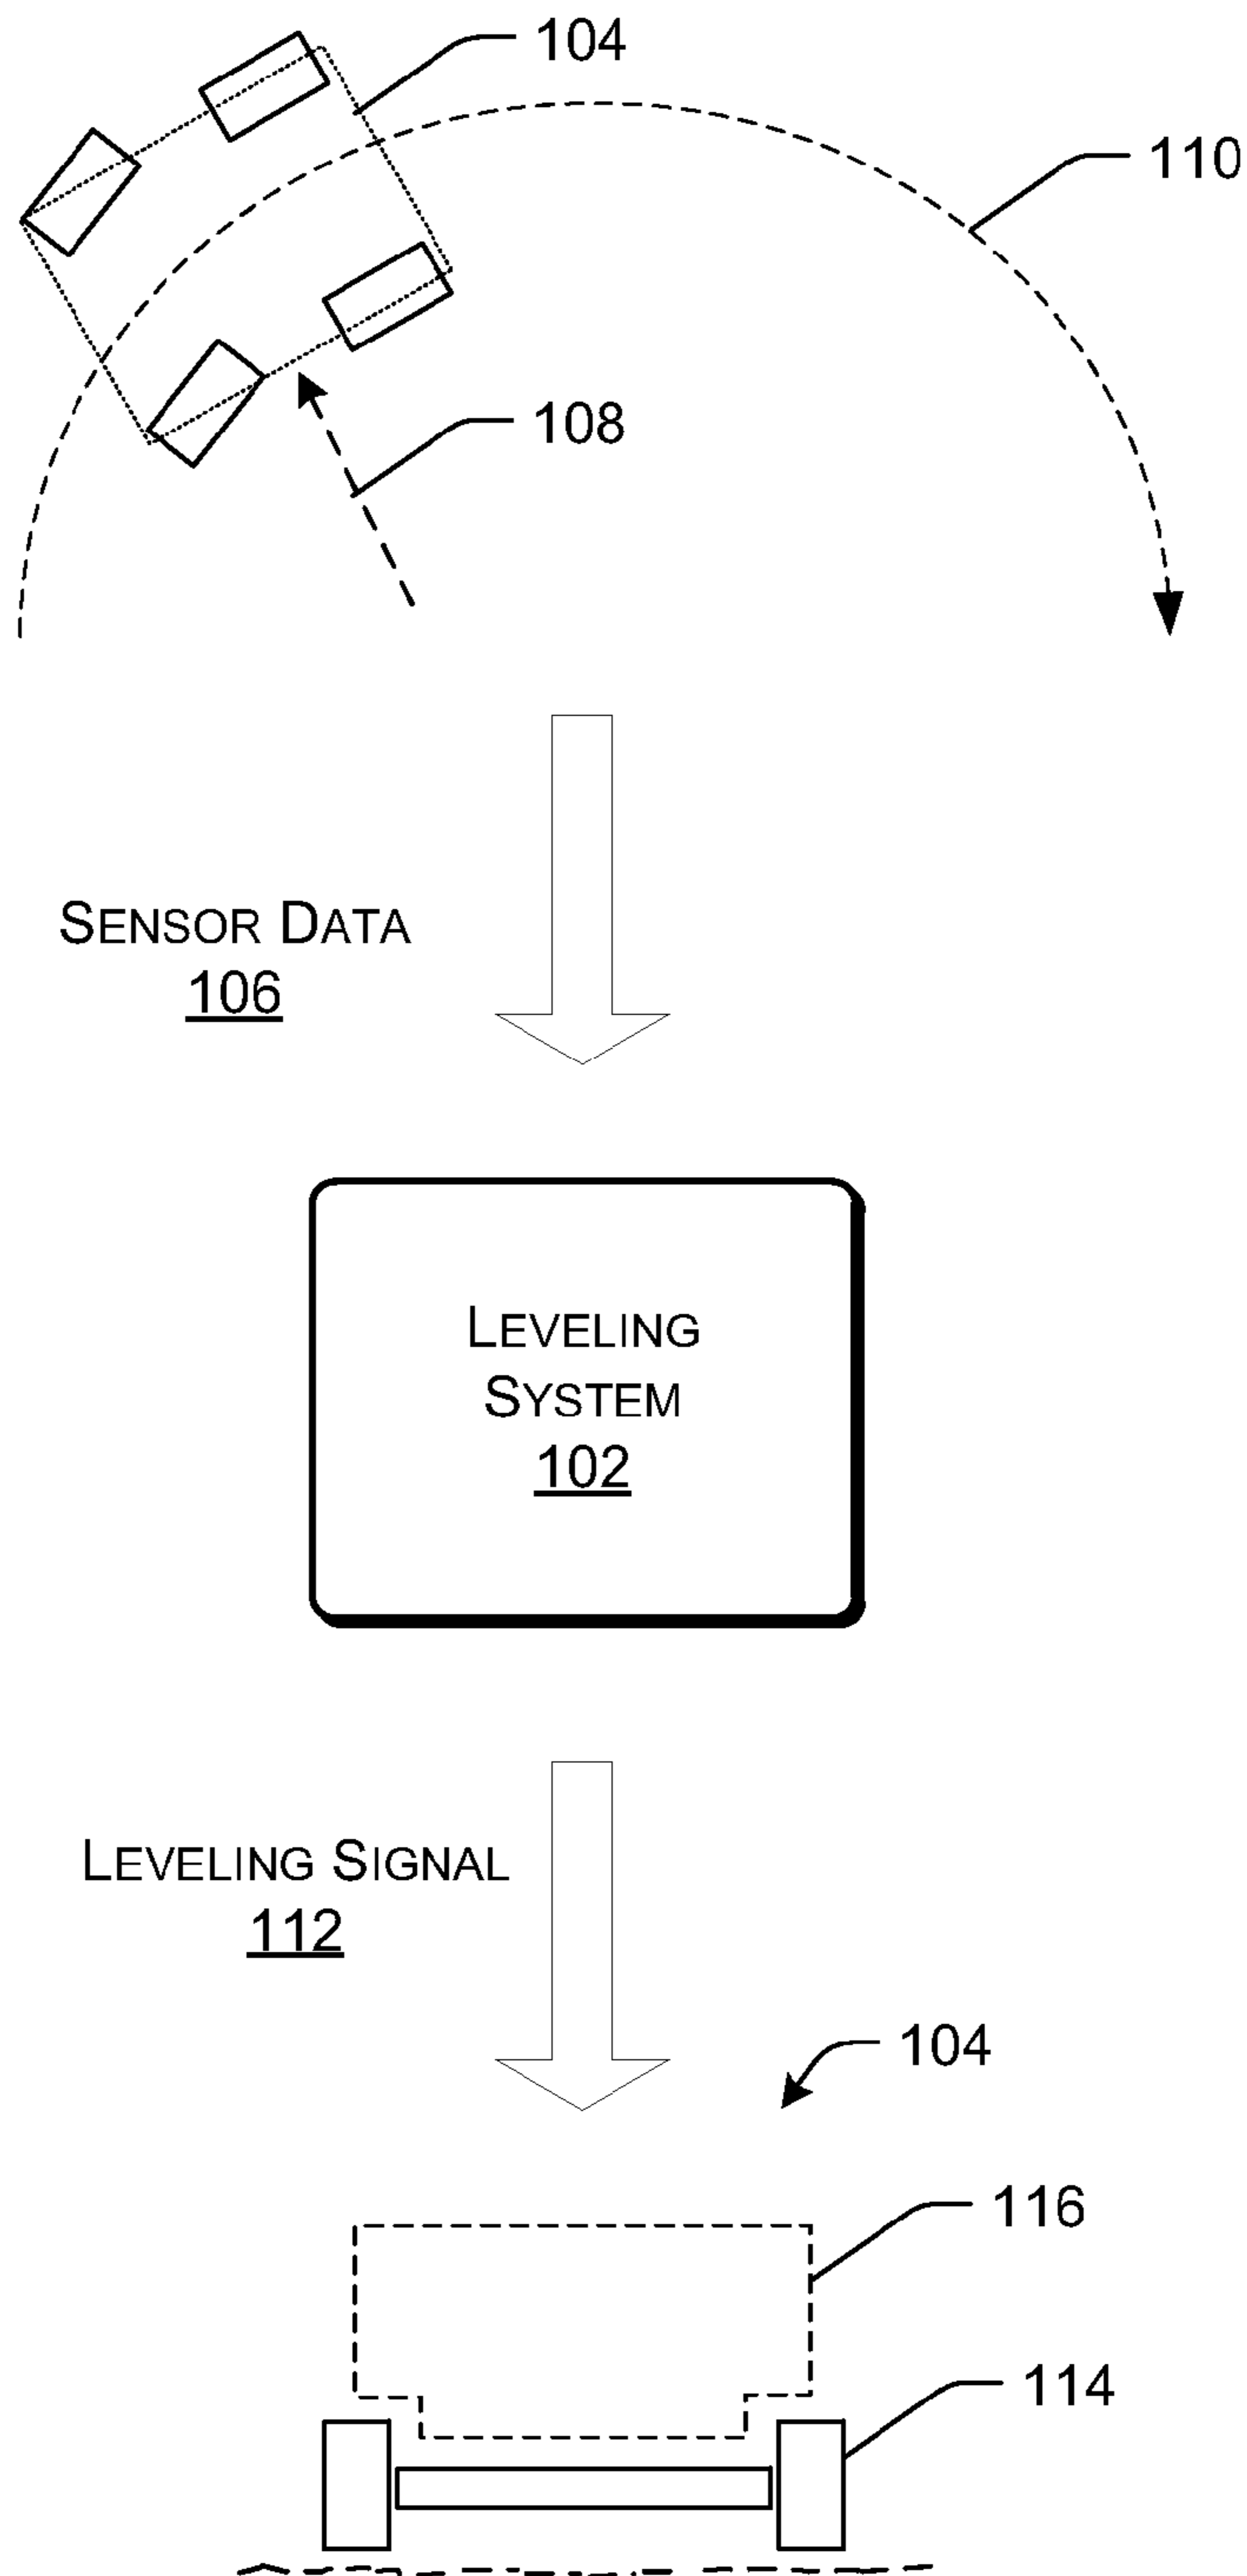 104
110
108
SENSOR DATA
106
LEVELING
SYSTEM
102
LEVELING SIGNAL
112
104
116
114